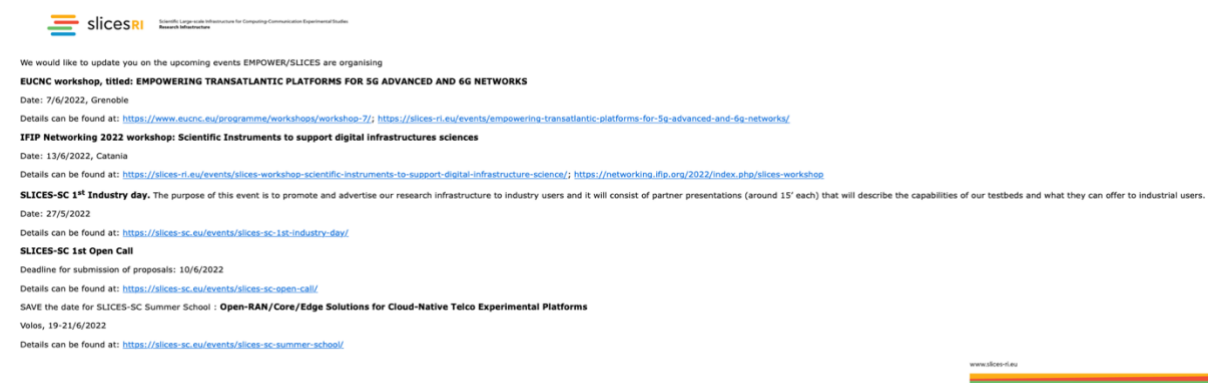 slices RI
Scientific Large-scale Infrastructure for Computing-Communication Experimental Studies
Research Infrastructure
We would like to update you on the upcoming events EMPOWER/SLICES are organising
EUCNC workshop, titled: EMPOWERING TRANSATLANTIC PLATFORMS FOR 5G ADVANCED AND 6G NETWORKS
Date: 7/6/2022, Grenoble
Details can be found at: https://www.eucnc.eu/programme/workshops/workshop-7/; https://slices-ri.eu/events/empowering-transatlantic-platforms-for-5g-advanced-and-6g-networks/
IFIP Networking 2022 workshop: Scientific Instruments to support digital infrastructures sciences
Date: 13/6/2022, Catania
Details can be found at: https://slices-ri.eu/events/slices-workshop-scientific-instruments-to-support-digital-infrastructure-science/; https://networking.ifip.org/2022/index.php/slices-workshop
SLICES-SC 1st Industry day. The purpose of this event is to promote and advertise our research infrastructure to industry users and it will consist of partner presentations (around 15' each) that will describe the capabilities of our testbeds and what they can offer to industrial users.
Date: 27/5/2022
Details can be found at: https://slices-sc.eu/events/slices-sc-1st-industry-day/
SLICES-SC 1st Open Call
Deadline for submission of proposals: 10/6/2022
Details can be found at: https://slices-sc.eu/events/slices-sc-open-call/
SAVE the date for SLICES-SC Summer School : Open-RAN/Core/Edge Solutions for Cloud-Native Telco Experimental Platforms
Volos, 19-21/6/2022
Details can be found at: https://slices-sc.eu/events/slices-sc-summer-school/
www.slices-ri.eu